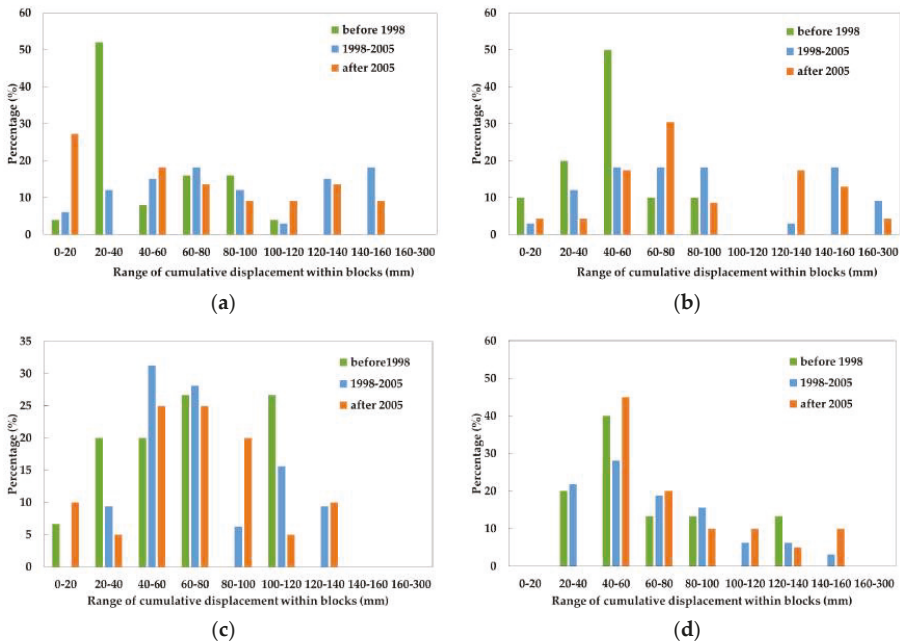 60
50
40
30
20
10
0
Percentage (%)
before 1998
1998-2005
after 2005
0-20 20-40 40-60 60-80 80-100 100-120 120-140 140-160 160-300
Range of cumulative displacement within blocks (mm)
(a)
60
50
40
30
20
10
0
Percentage (%)
before 1998
1998-2005
after 2005
0-20 20-40 40-60 60-80 80-100 100-120 120-140 140-160 160-300
Range of cumulative displacement within blocks (mm)
(b)
35
30
25
20
15
10
5
0
Percentage (%)
before1998
1998-2005
after 2005
0-20 20-40 40-60 60-80 80-100 100-120 120-140 140-160 160-300
Range of cumulative displacement within blocks (mm)
(c)
60
50
40
30
20
10
0
Percentage (%)
before 1998
1998-2005
after 2005
0-20 20-40 40-60 60-80 80-100 100-120 120-140 140-160 160-300
Range of cumulative displacement within blocks (mm)
(d)